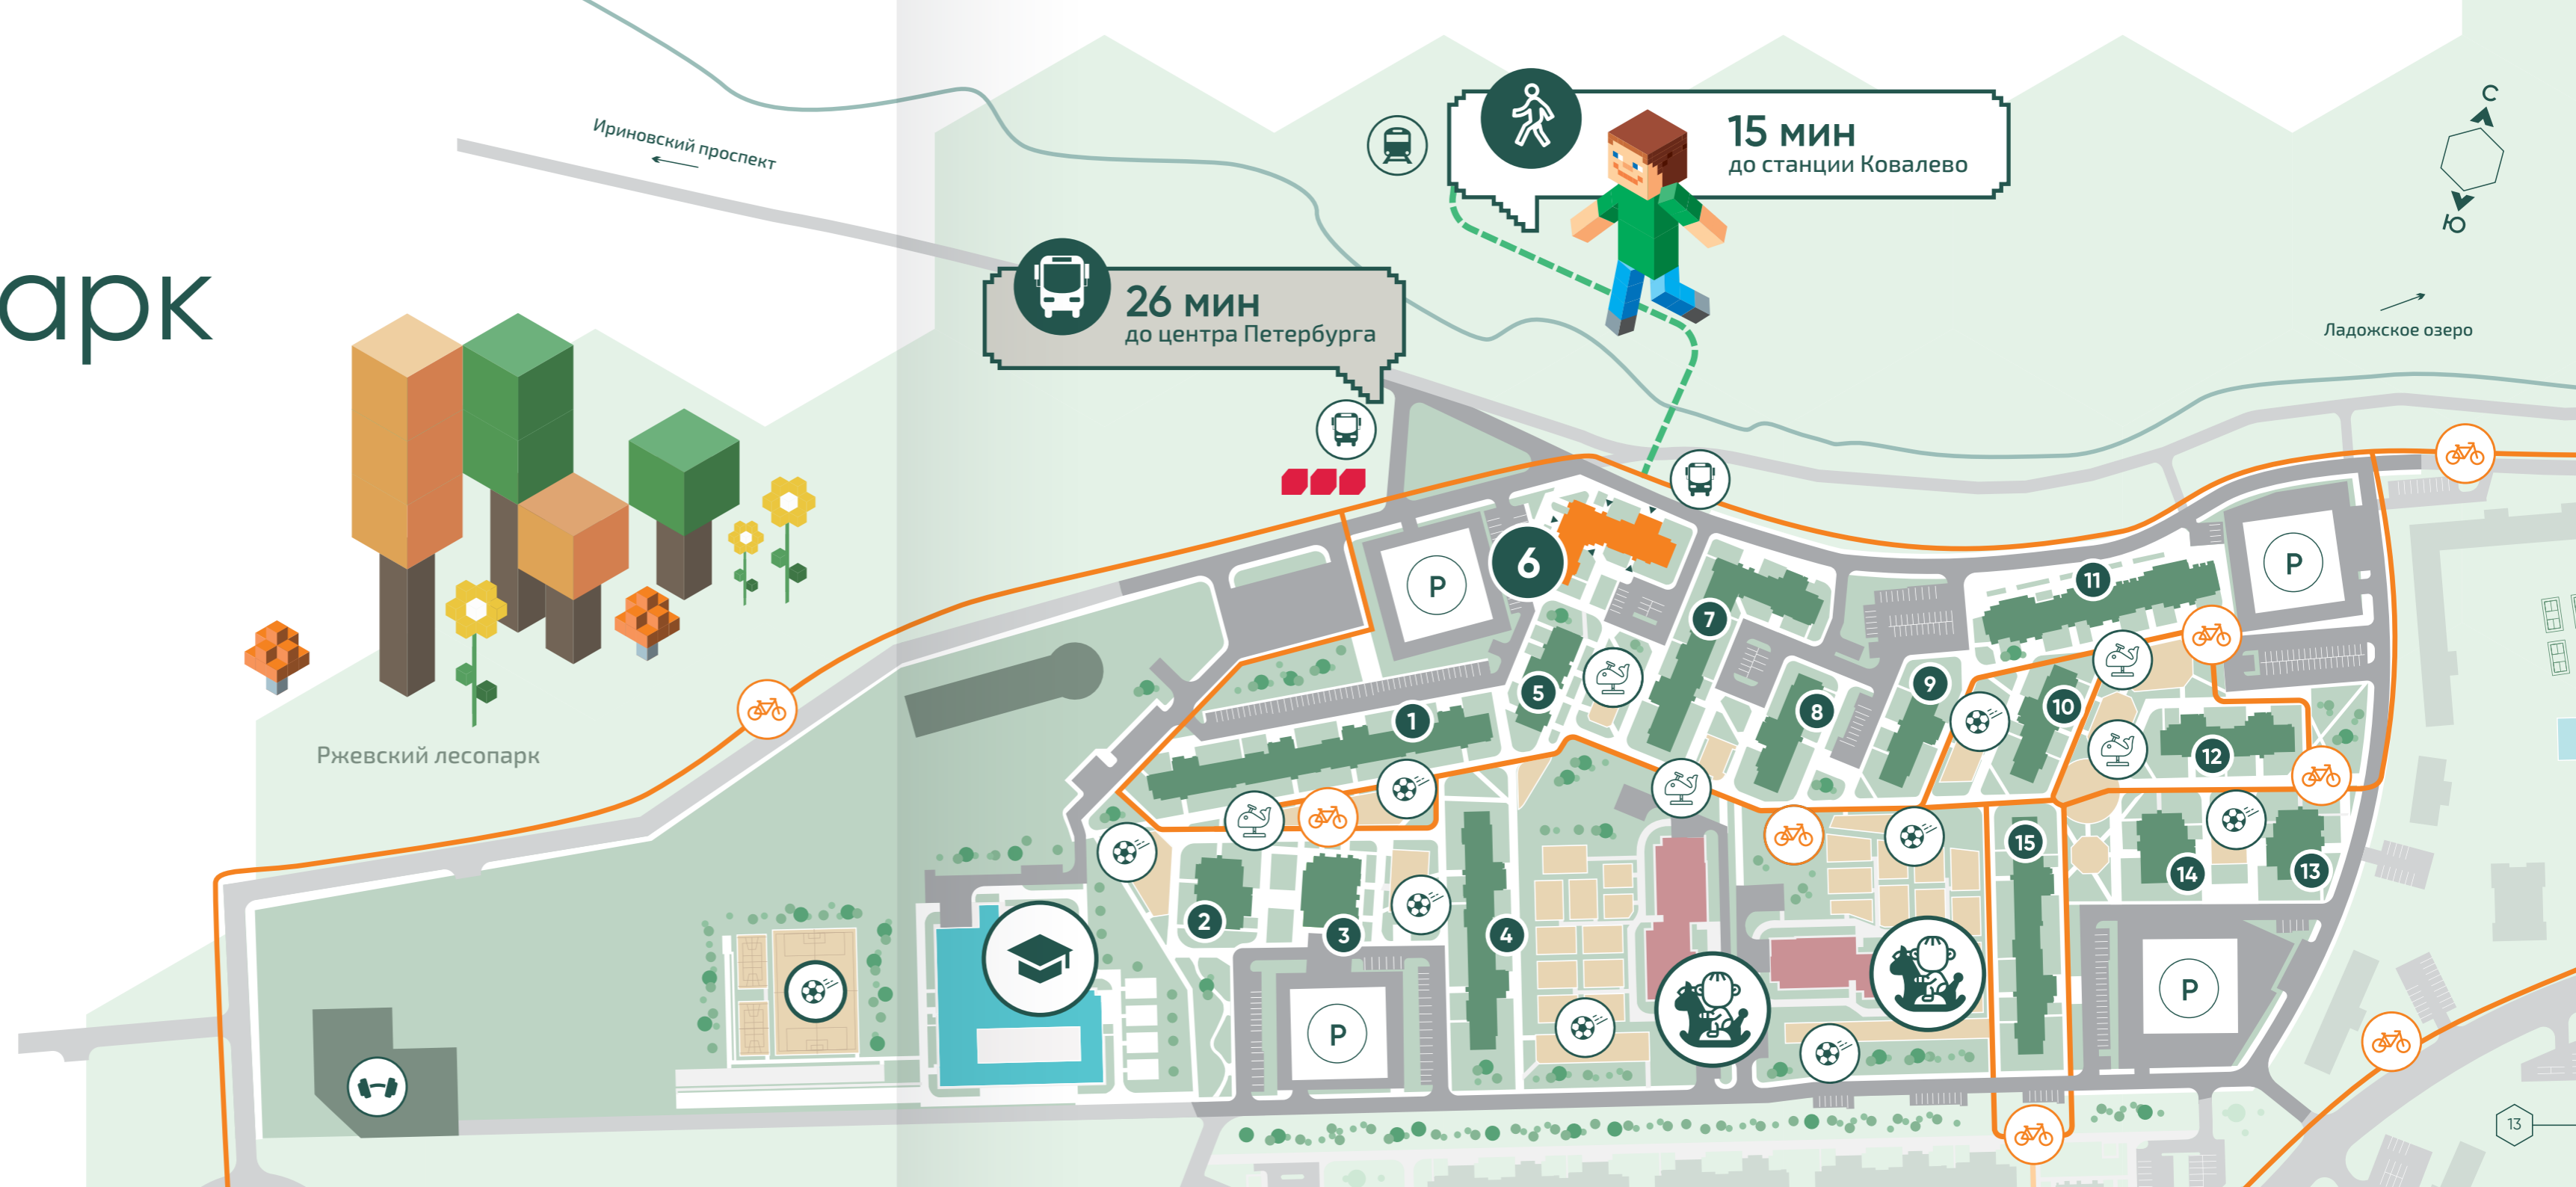 арк
Ириновский проспект
15 мин
до станции Ковалево
26 мин
до центра Петербурга
С
Ю
Ладожское озеро
Ржевский лесопарк
P
6
P
11
7
5
9
1
8
10
12
15
14
13
2
3
4
P
P
13